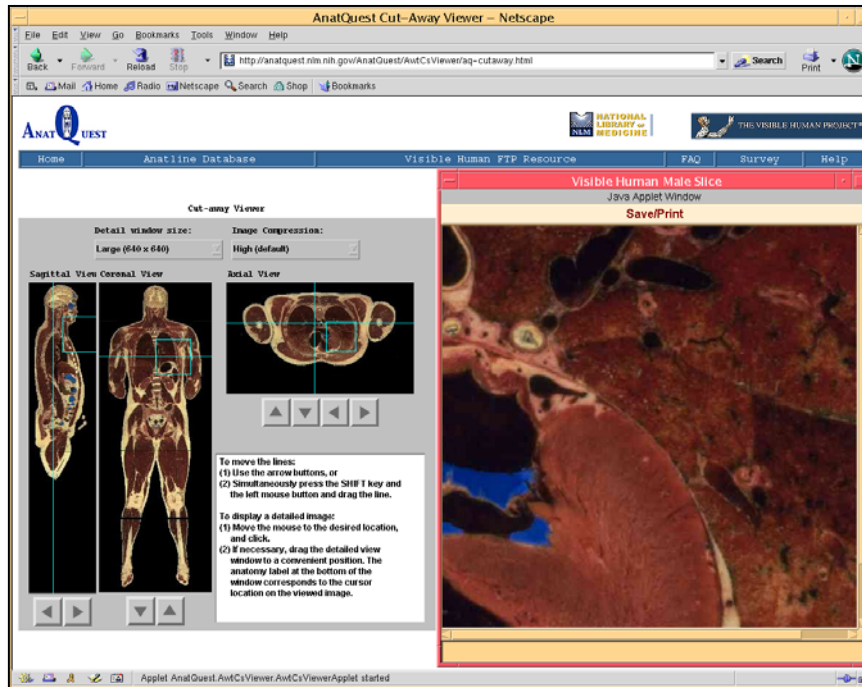 AnatQuest Cut-Away Viewer - Netscape
File Edit View Go Bookmarks Tools Window Help
Back Forward Reload Stop http://anatquest.nlm.nih.gov/AnatQuest/AwtCsViewer/aq-cutaway.html Search Print N
Mail Home Radio Netscape Search Shop Bookmarks
ANATQUEST NLM NATIONAL LIBRARY OF MEDICINE THE VISIBLE HUMAN PROJECT
Home Anatline Database Visible Human FTP Resource FAQ Survey Help
Visible Human Male Slice
Java Applet Window
Save/Print
Cut-away Viewer
Detail window size: Image Compression:
Large (640 x 640) High (default)
Sagittal View Coronal View Axial View
To move the lines:
(1) Use the arrow buttons, or
(2) Simultaneously press the SHIFT key and
the left mouse button and drag the line.
To display a detailed image:
(1) Move the mouse to the desired location,
and click.
(2) If necessary, drag the detailed view
window to a convenient position. The
anatomy label at the bottom of the
window corresponds to the cursor
location on the viewed image.
Applet AnatQuest.AwtCsViewer.AwtCsViewerApplet started